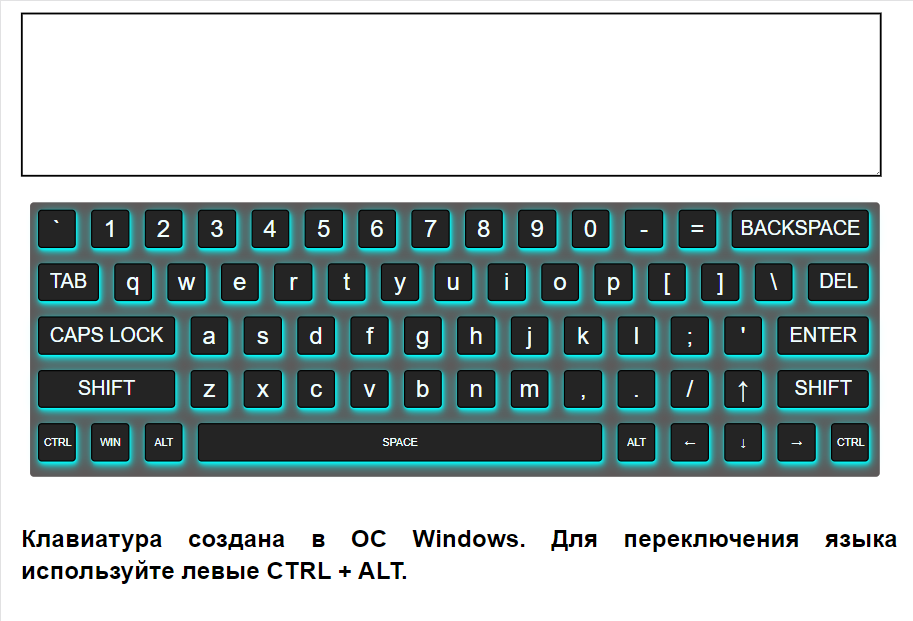 ` 1 2 3 4 5 6 7 8 9 0 - = BACKSPACE
TAB q w e r t y u i o p [ ] \ DEL
CAPS LOCK a s d f g h j k l ; ' ENTER
SHIFT z x c v b n m , . / ↑ SHIFT
CTRL WIN ALT SPACE ALT ← ↓ → CTRL
Клавиатура создана в ОС Windows. Для переключения языка
используйте левые CTRL + ALT.